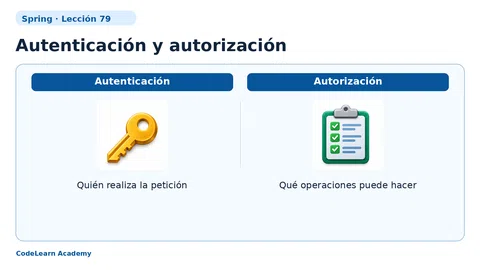 Spring · Lección 79
Autenticación y autorización
Autenticación
Autorización
Quién realiza la petición
Qué operaciones puede hacer
CodeLearn Academy